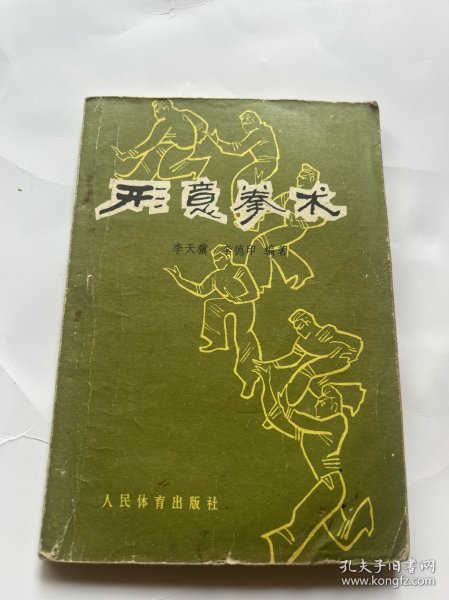 形意拳术
李天骥 李德印 编著
人民体育出版社
孔夫子旧书网
www.kongfz.com